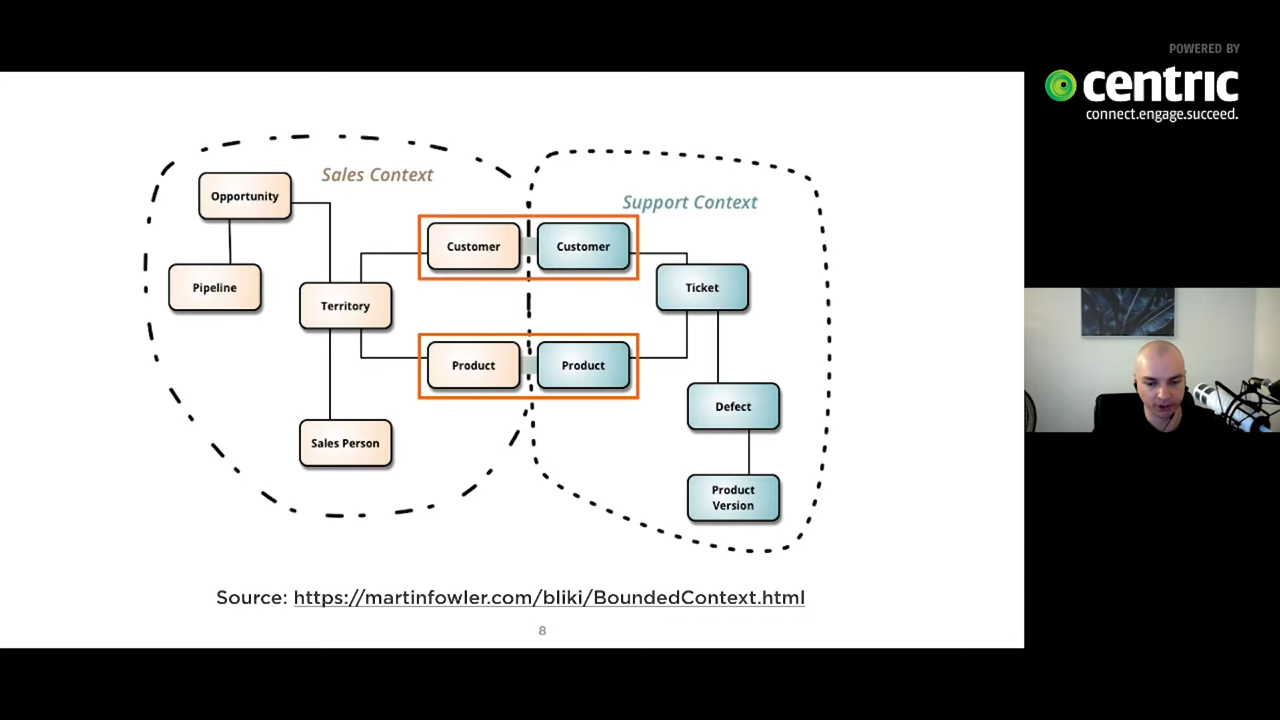 POWERED BY
centric
connect.engage.succeed.
Sales Context
Opportunity
Support Context
Customer
Customer
Pipeline
Ticket
Territory
Product
Product
Defect
Sales Person
Product
Version
Source: https://martinfowler.com/bliki/BoundedContext.html
8